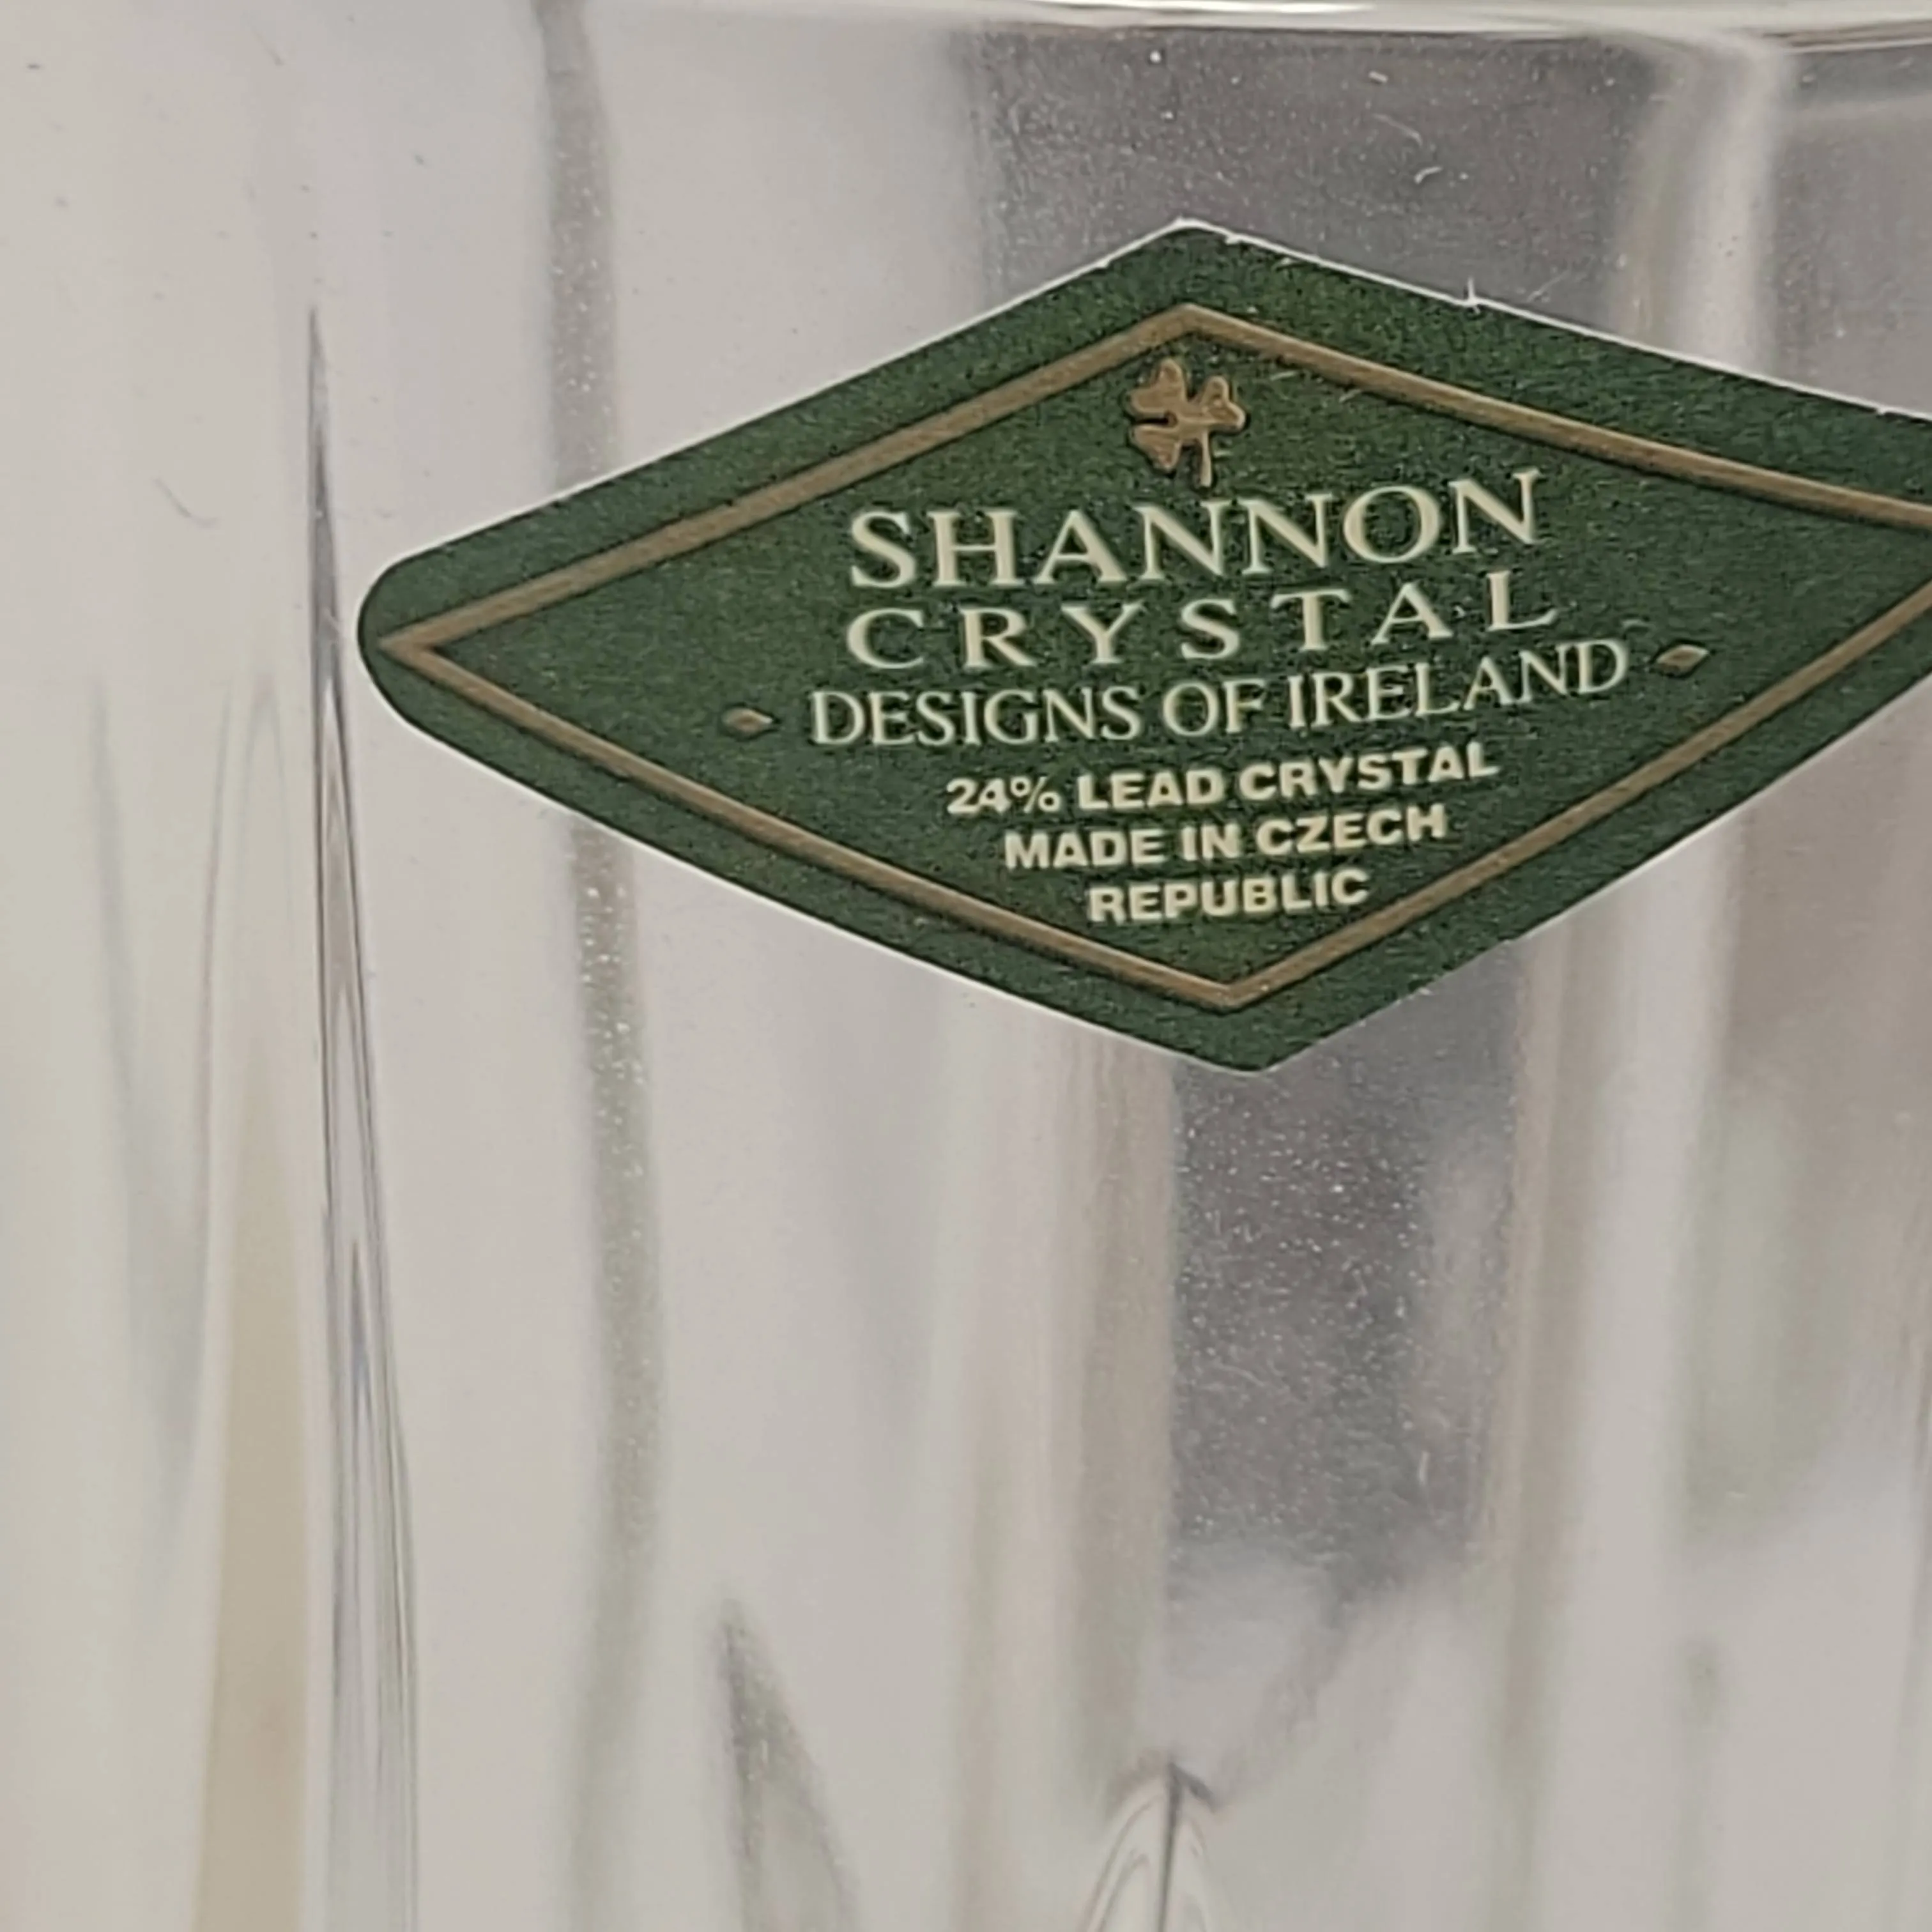 SHANNON
CRYSTAL
DESIGNS OF IRELAND
24% LEAD CRYSTAL
MADE IN CZECH
REPUBLIC